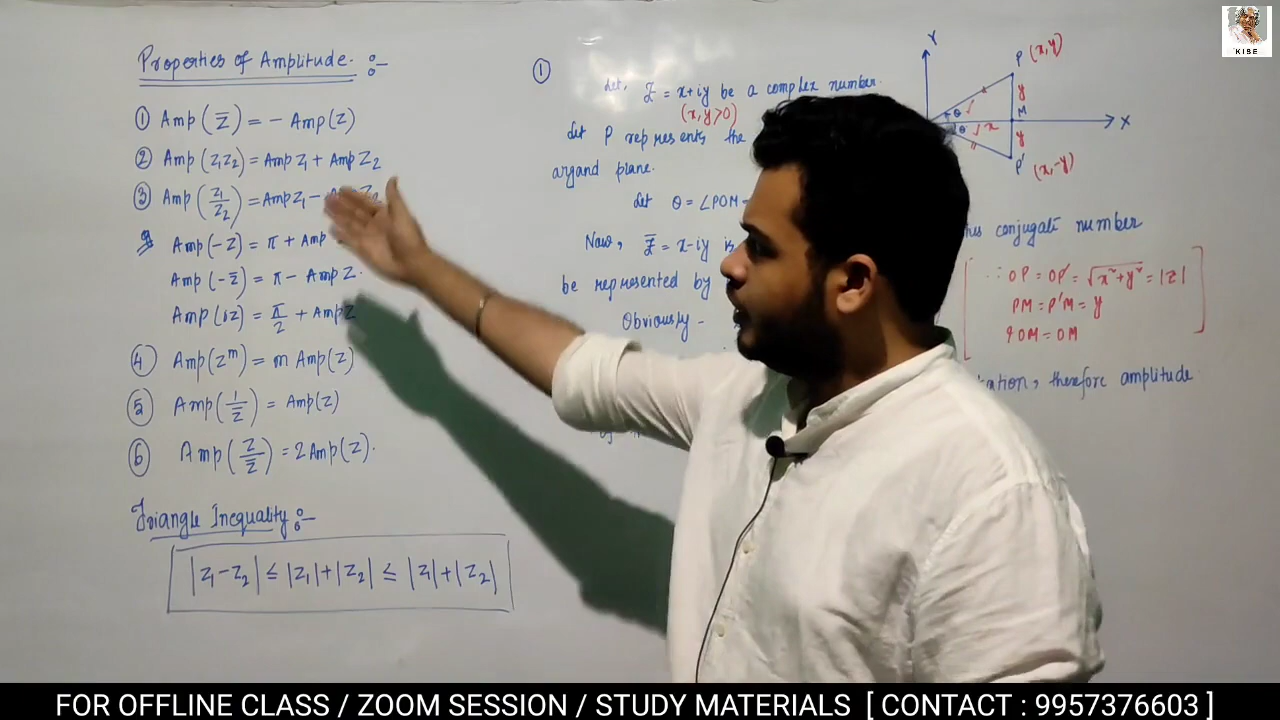 Properties of Amplitude :-
① Amp (z̅) = - Amp(z)
② Amp (z₁z₂) = Amp z₁ + Amp z₂
③ Amp (z₁/z₂) = Amp z₁ -
Amp(-z) = π + Amp
Amp(-z̅) = π - Amp z.
Amp(iz) = π/2 + Amp z
④ Amp(zᵐ) = m Amp(z)
⑤ Amp(1/z̅) = Amp(z)
⑥ Amp(z/z̅) = 2Amp(z).
Triangle Inequality :-
|z₁-z₂| ≤ |z₁|+|z₂| ≤ |z₁|+|z₂|
① Let, z = x+iy be a complex number.
(x,y>0)
Let P represents the
argand plane.
Let θ = ∠POM
Now, z̅ = x-iy is
conjugate number
be represented by
Obviously -
Y
P (x,y)
y
θ
M
X
θ
x
y
P' (x,-y)
∵ OP = OP' = √x²+y² = |z|
PM = P'M = y
& OM = OM
, therefore amplitude
KISE
FOR OFFLINE CLASS / ZOOM SESSION / STUDY MATERIALS [ CONTACT : 9957376603 ]